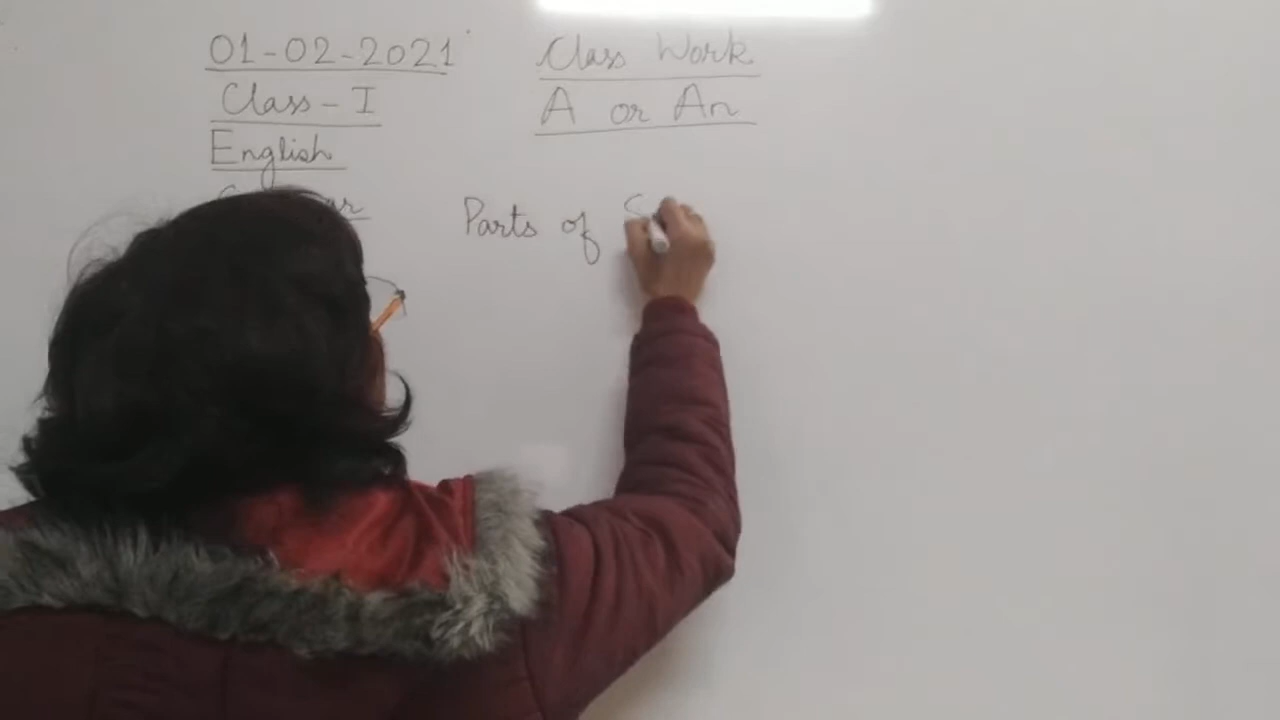 01-02-2021
Class Work
Class - I
A or An
English
Parts of